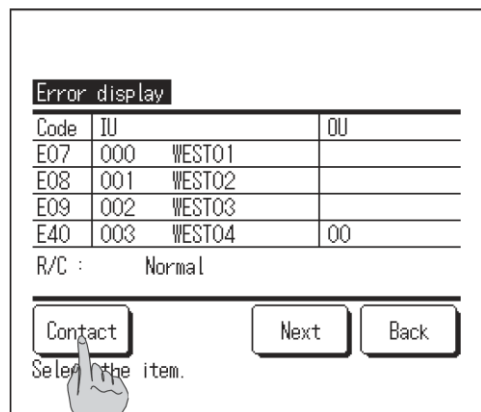 Error display
Code IU OU
E07 000 WEST01
E08 001 WEST02
E09 002 WEST03
E40 003 WEST04 00
R/C : Normal
Contact Next Back
the item.